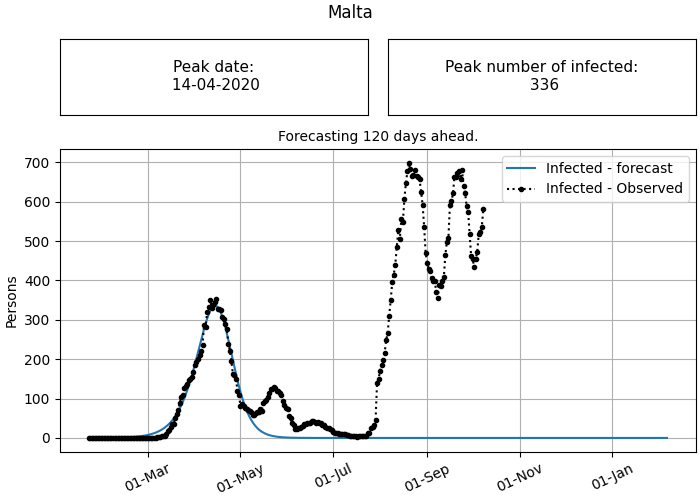 Malta
Peak date:
14-04-2020
Peak number of infected:
336
Forecasting 120 days ahead.
Infected - forecast
Infected - Observed
Persons
700
600
500
400
300
200
100
0
01-Mar
01-May
01-Jul
01-Sep
01-Nov
01-Jan